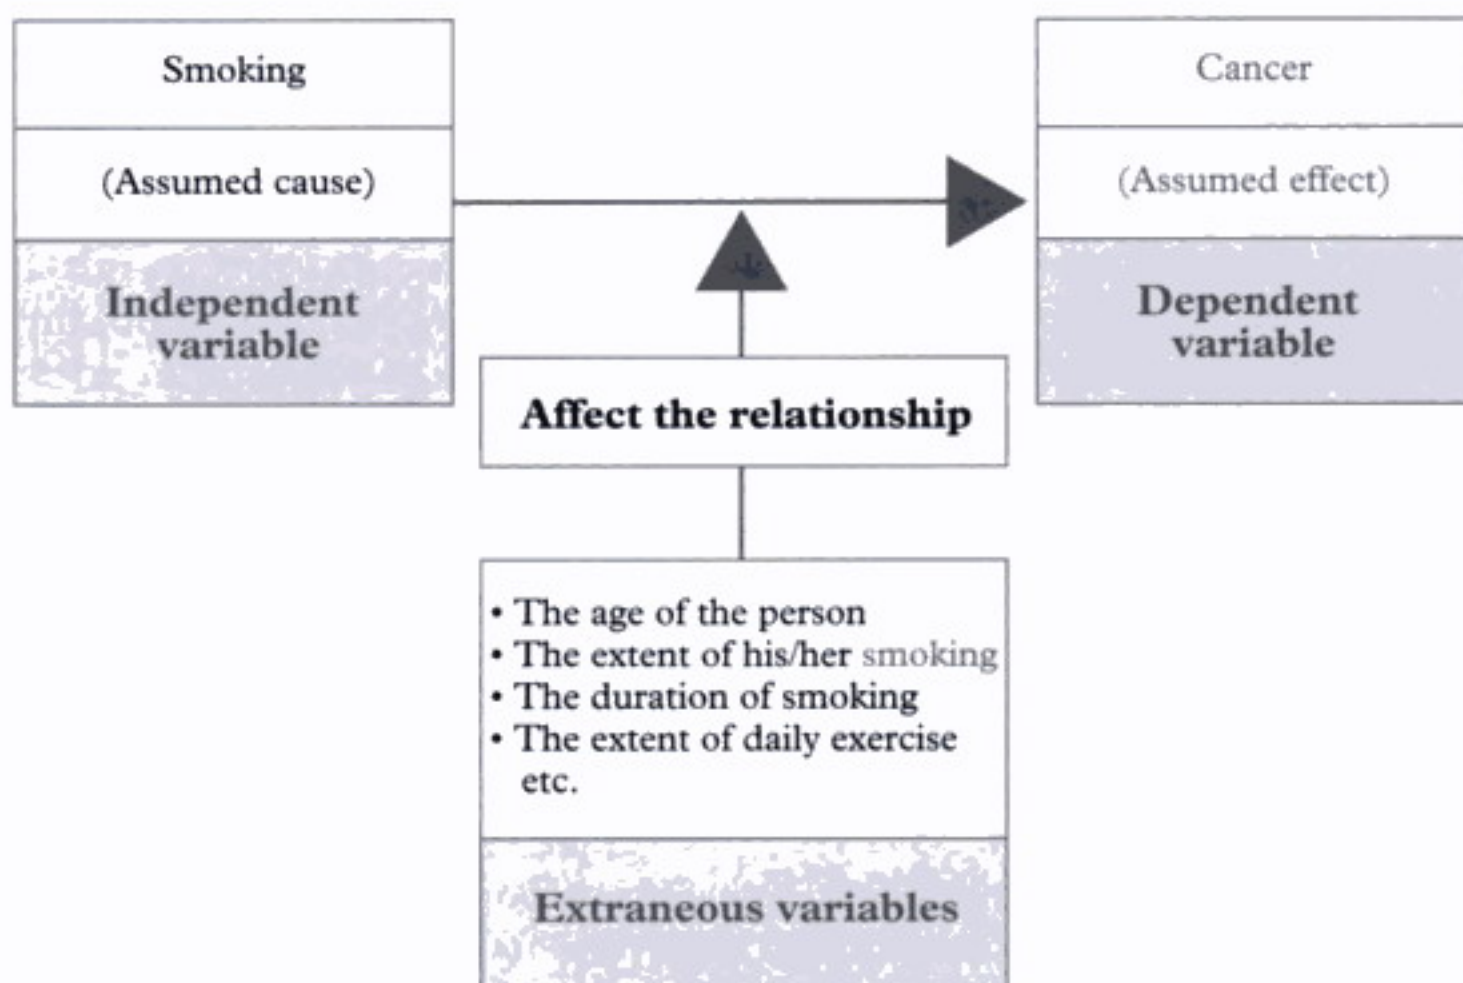 Smoking
(Assumed cause)
Independent
variable
Cancer
(Assumed effect)
Dependent
variable
Affect the relationship
• The age of the person
• The extent of his/her smoking
• The duration of smoking
• The extent of daily exercise
etc.
Extraneous variables